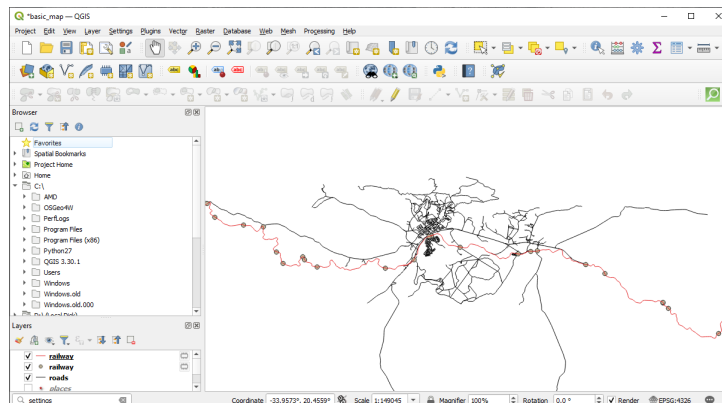 *basic_map — QGIS
Project Edit View Layer Settings Plugins Vector Raster Database Web Mesh Processing Help
Browser
Favorites
Spatial Bookmarks
Project Home
Home
C:\
AMD
OSGeo4W
PerfLogs
Program Files
Program Files (x86)
Python27
QGIS 3.30.1
Users
Windows
Windows.old
Windows.old.000
Layers
railway
railway
roads
places
settings Coordinate -33.9573°, 20.4559° Scale 1:149045 Magnifier 100% Rotation 0.0 ° Render EPSG:4326